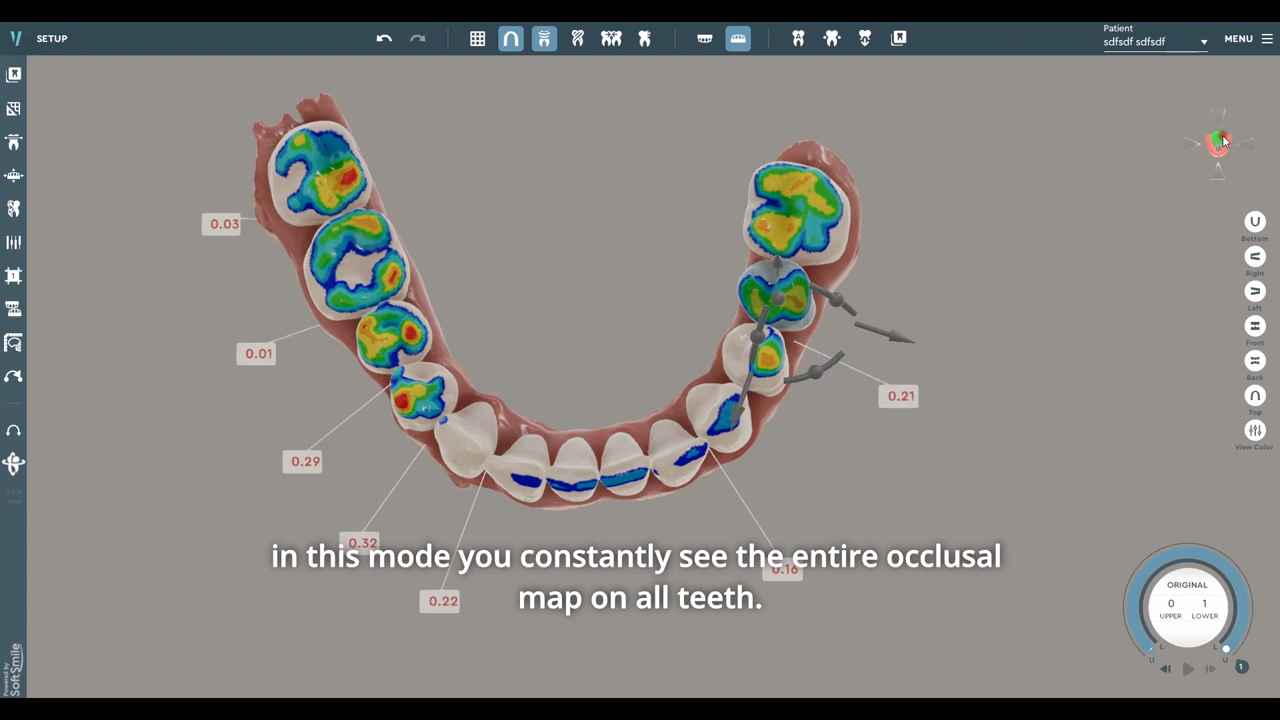 SETUP
Patient
sdfsdf sdfsdf
MENU
0.03
0.01
0.29
0.32
0.22
0.21
0.16
Bottom
Right
Left
Front
Back
Top
View Color
in this mode you constantly see the entire occlusal
map on all teeth.
ORIGINAL
0 1
UPPER LOWER
L L
U U
1
Powered by
SoftSmile